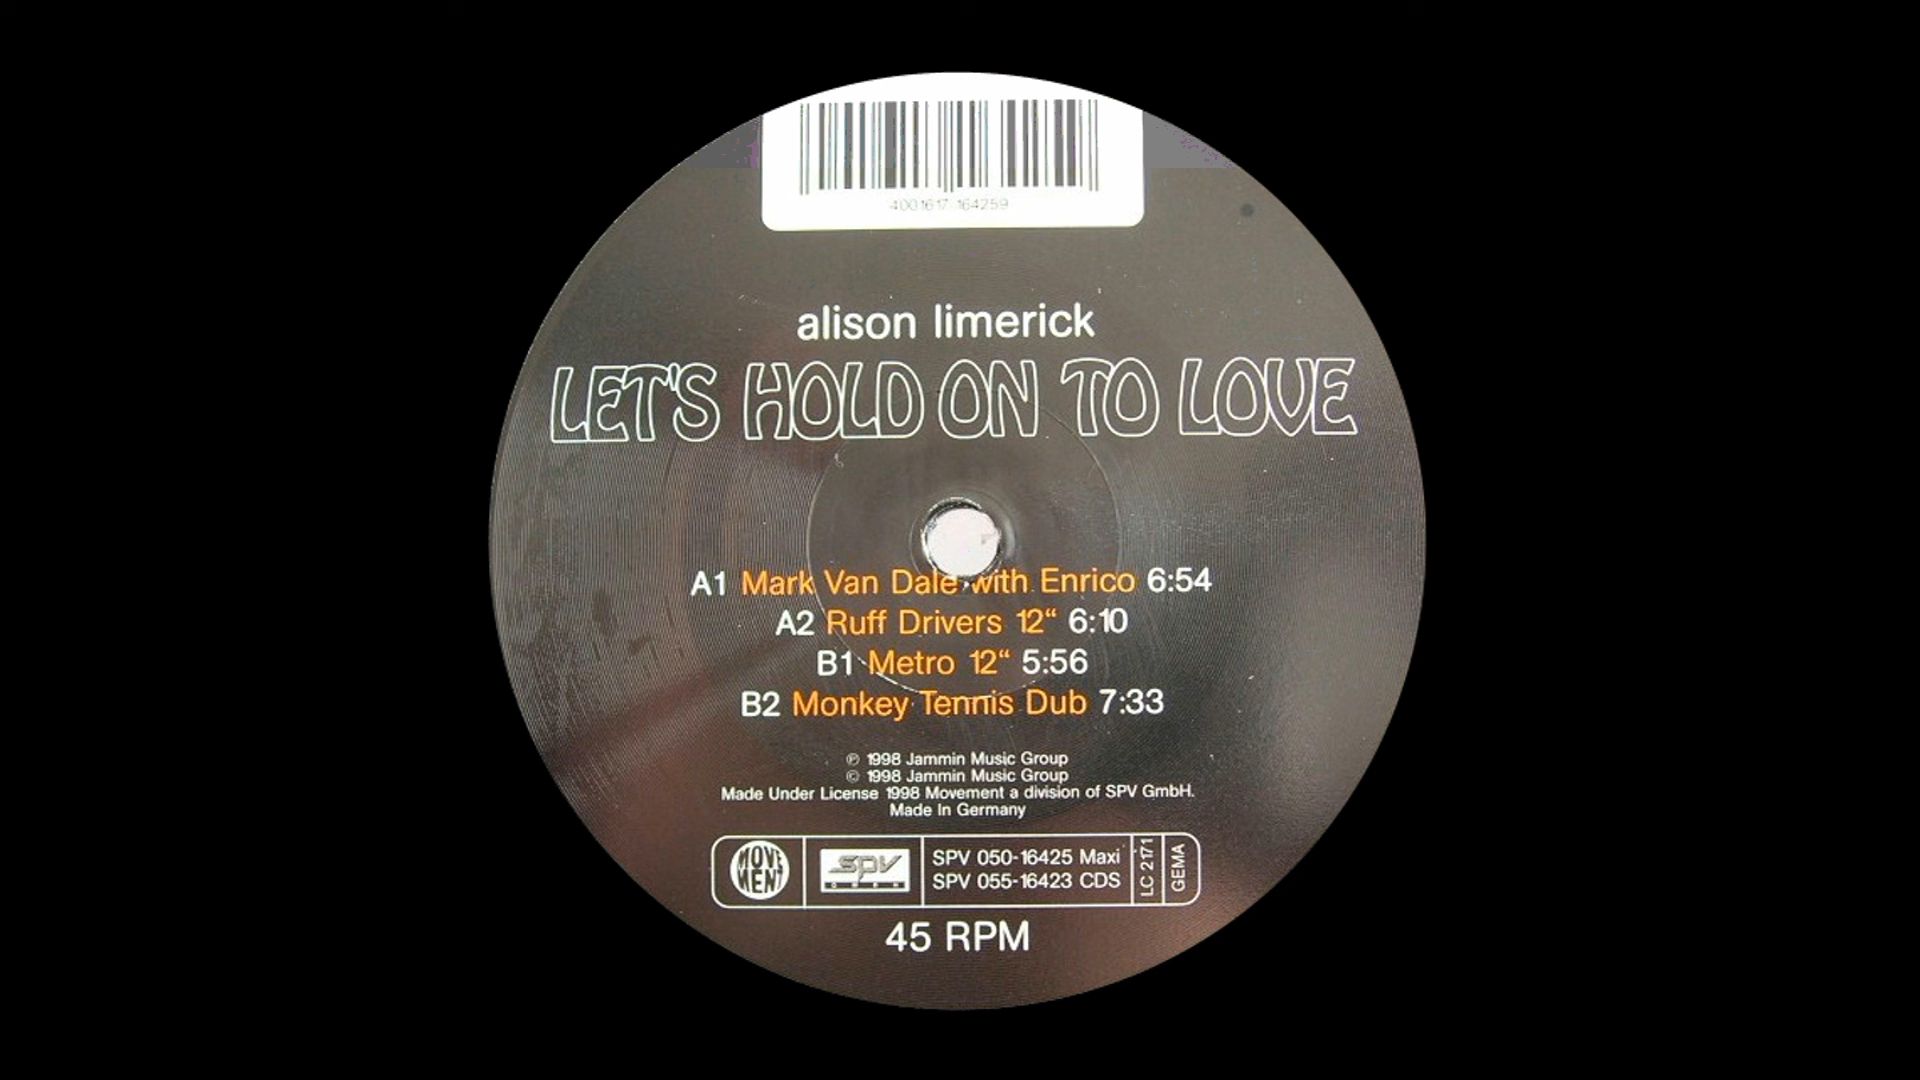 4001617 164259
alison limerick
LET'S HOLD ON TO LOVE
A1 Mark Van Dale with Enrico 6:54
A2 Ruff Drivers 12“ 6:10
B1 Metro 12“ 5:56
B2 Monkey Tennis Dub 7:33
℗ 1998 Jammin Music Group
© 1998 Jammin Music Group
Made Under License 1998 Movement a division of SPV GmbH.
Made In Germany
MOVEMENT
spv
SPV 050-16425 Maxi
SPV 055-16423 CDS
LC 2171
GEMA
45 RPM